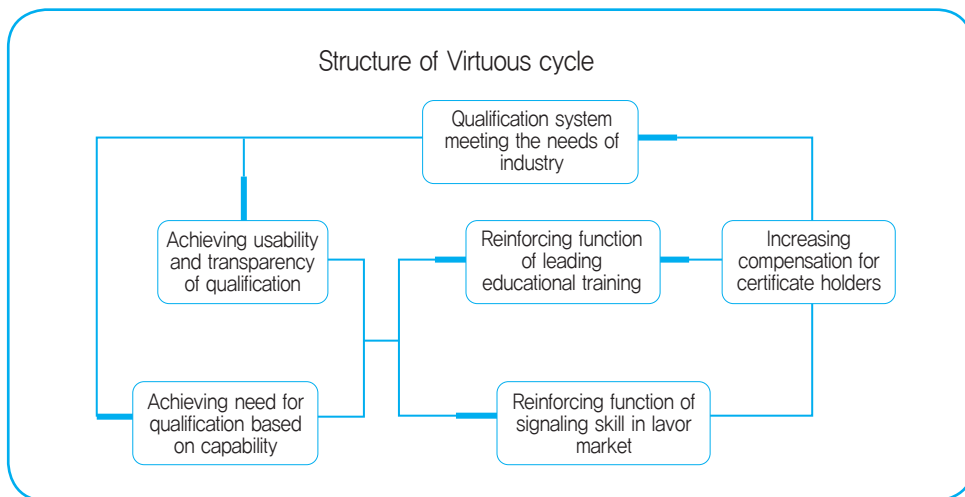 Structure of Virtuous cycle
Qualification system
meeting the needs of
industry
Achieving usability
and transparency
of qualification
Reinforcing function
of leading
educational training
Increasing
compensation for
certificate holders
Achieving need for
qualification based
on capability
Reinforcing function of
signaling skill in lavor
market